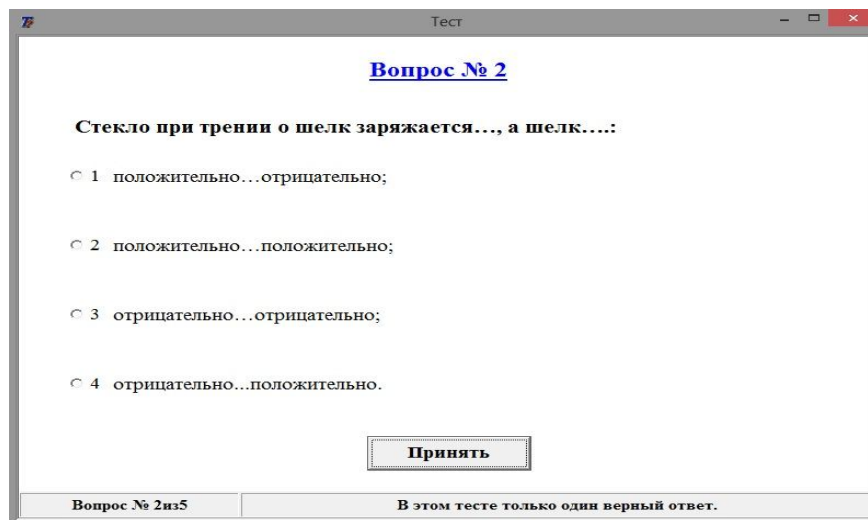 Тест
Вопрос № 2
Стекло при трении о шелк заряжается…, а шелк….:
1 положительно…отрицательно;
2 положительно…положительно;
3 отрицательно…отрицательно;
4 отрицательно...положительно.
Принять
Вопрос № 2из5 В этом тесте только один верный ответ.